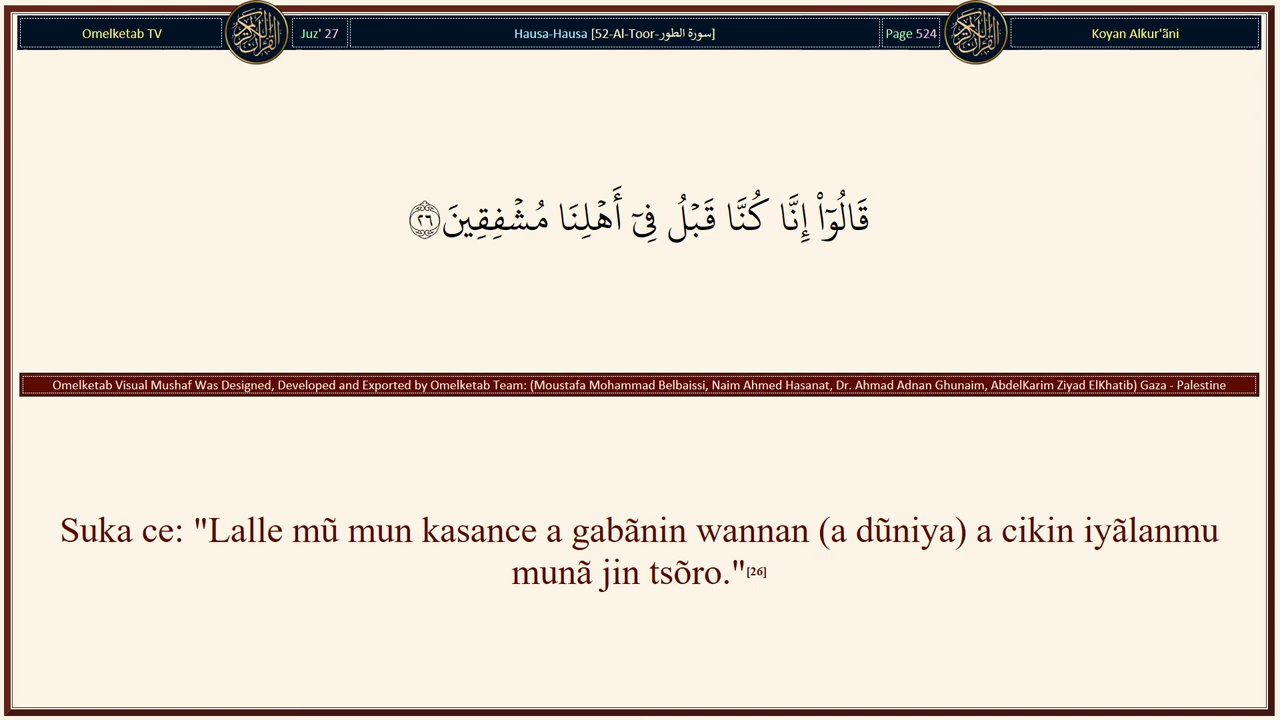 Omelketab TV
Juz' 27
Hausa-Hausa [52-Al-Toor-سورة الطور]
Page 524
Koyan Alkur'ãni
قَالُوٓا۟ إِنَّا كُنَّا قَبْلُ فِىٓ أَهْلِنَا مُشْفِقِينَ ٢٦
Omelketab Visual Mushaf Was Designed, Developed and Exported by Omelketab Team: (Moustafa Mohammad Belbaissi, Naim Ahmed Hasanat, Dr. Ahmad Adnan Ghunaim, AbdelKarim Ziyad ElKhatib) Gaza - Palestine
Suka ce: "Lalle mũ mun kasance a gabãnin wannan (a dũniya) a cikin iyãlanmu
munã jin tsõro."[26]